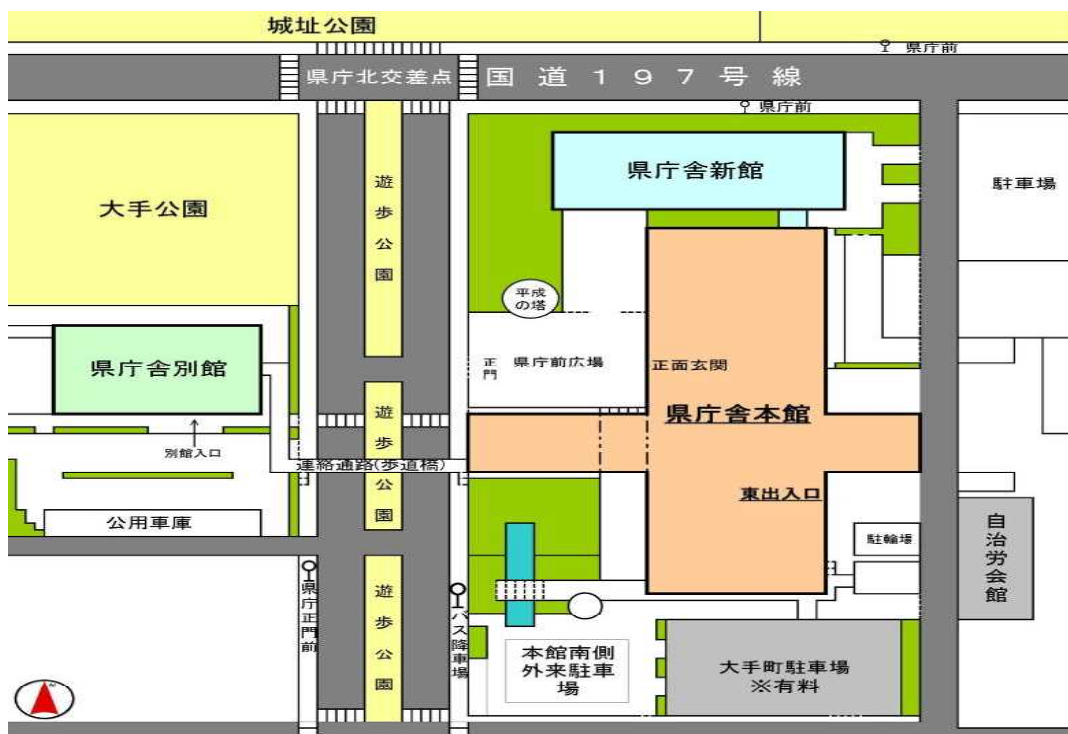 城址公園
県庁前
県庁北交差点
国道197号線
県庁前
県庁舎新館
駐車場
大手公園
遊歩公園
平成
の塔
県庁舎別館
正門
県庁前広場
正面玄関
県庁舎本館
遊歩公園
別館入口
連絡通路(歩道橋)
東出入口
公用車庫
駐輪場
自治労会館
県庁正門前
遊歩公園
バス降車場
本館南側
外来駐車
場
大手町駐車場
※有料